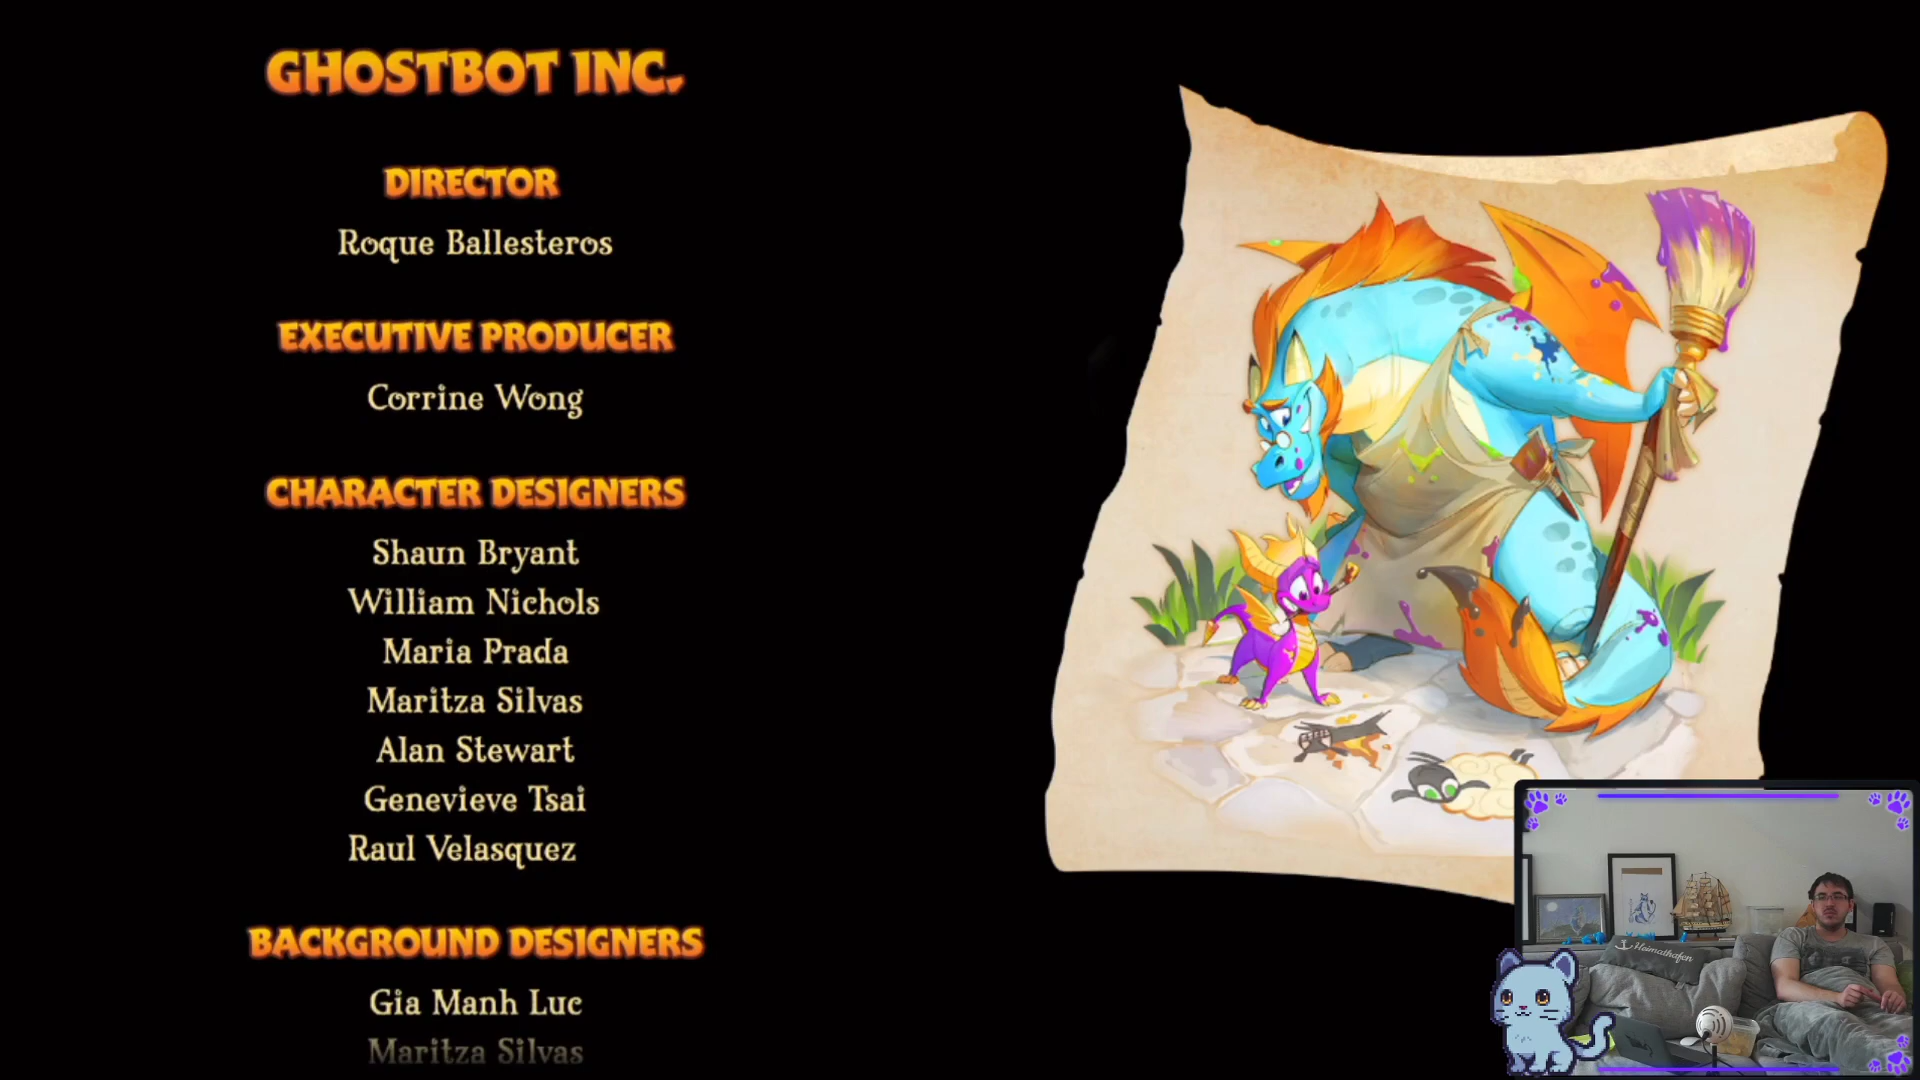 GHOSTBOT INC.
DIRECTOR
Roque Ballesteros
EXECUTIVE PRODUCER
Corrine Wong
CHARACTER DESIGNERS
Shaun Bryant
William Nichols
Maria Prada
Maritza Silvas
Alan Stewart
Genevieve Tsai
Raul Velasquez
BACKGROUND DESIGNERS
Gia Manh Luc
Maritza Silvas
Heimathafen